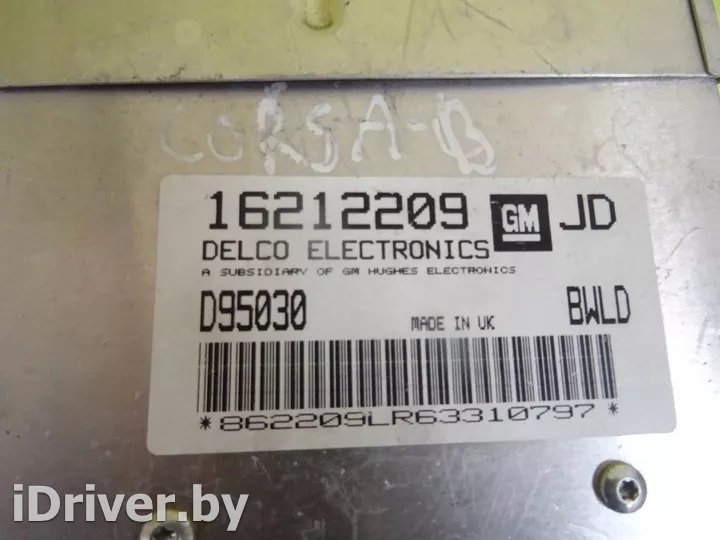 CORSA-B
16212209 GM JD
DELCO ELECTRONICS
A SUBSIDIARY OF GM HUGHES ELECTRONICS
D95030 MADE IN UK BWLD
*862209LR63310797*
iDriver.by